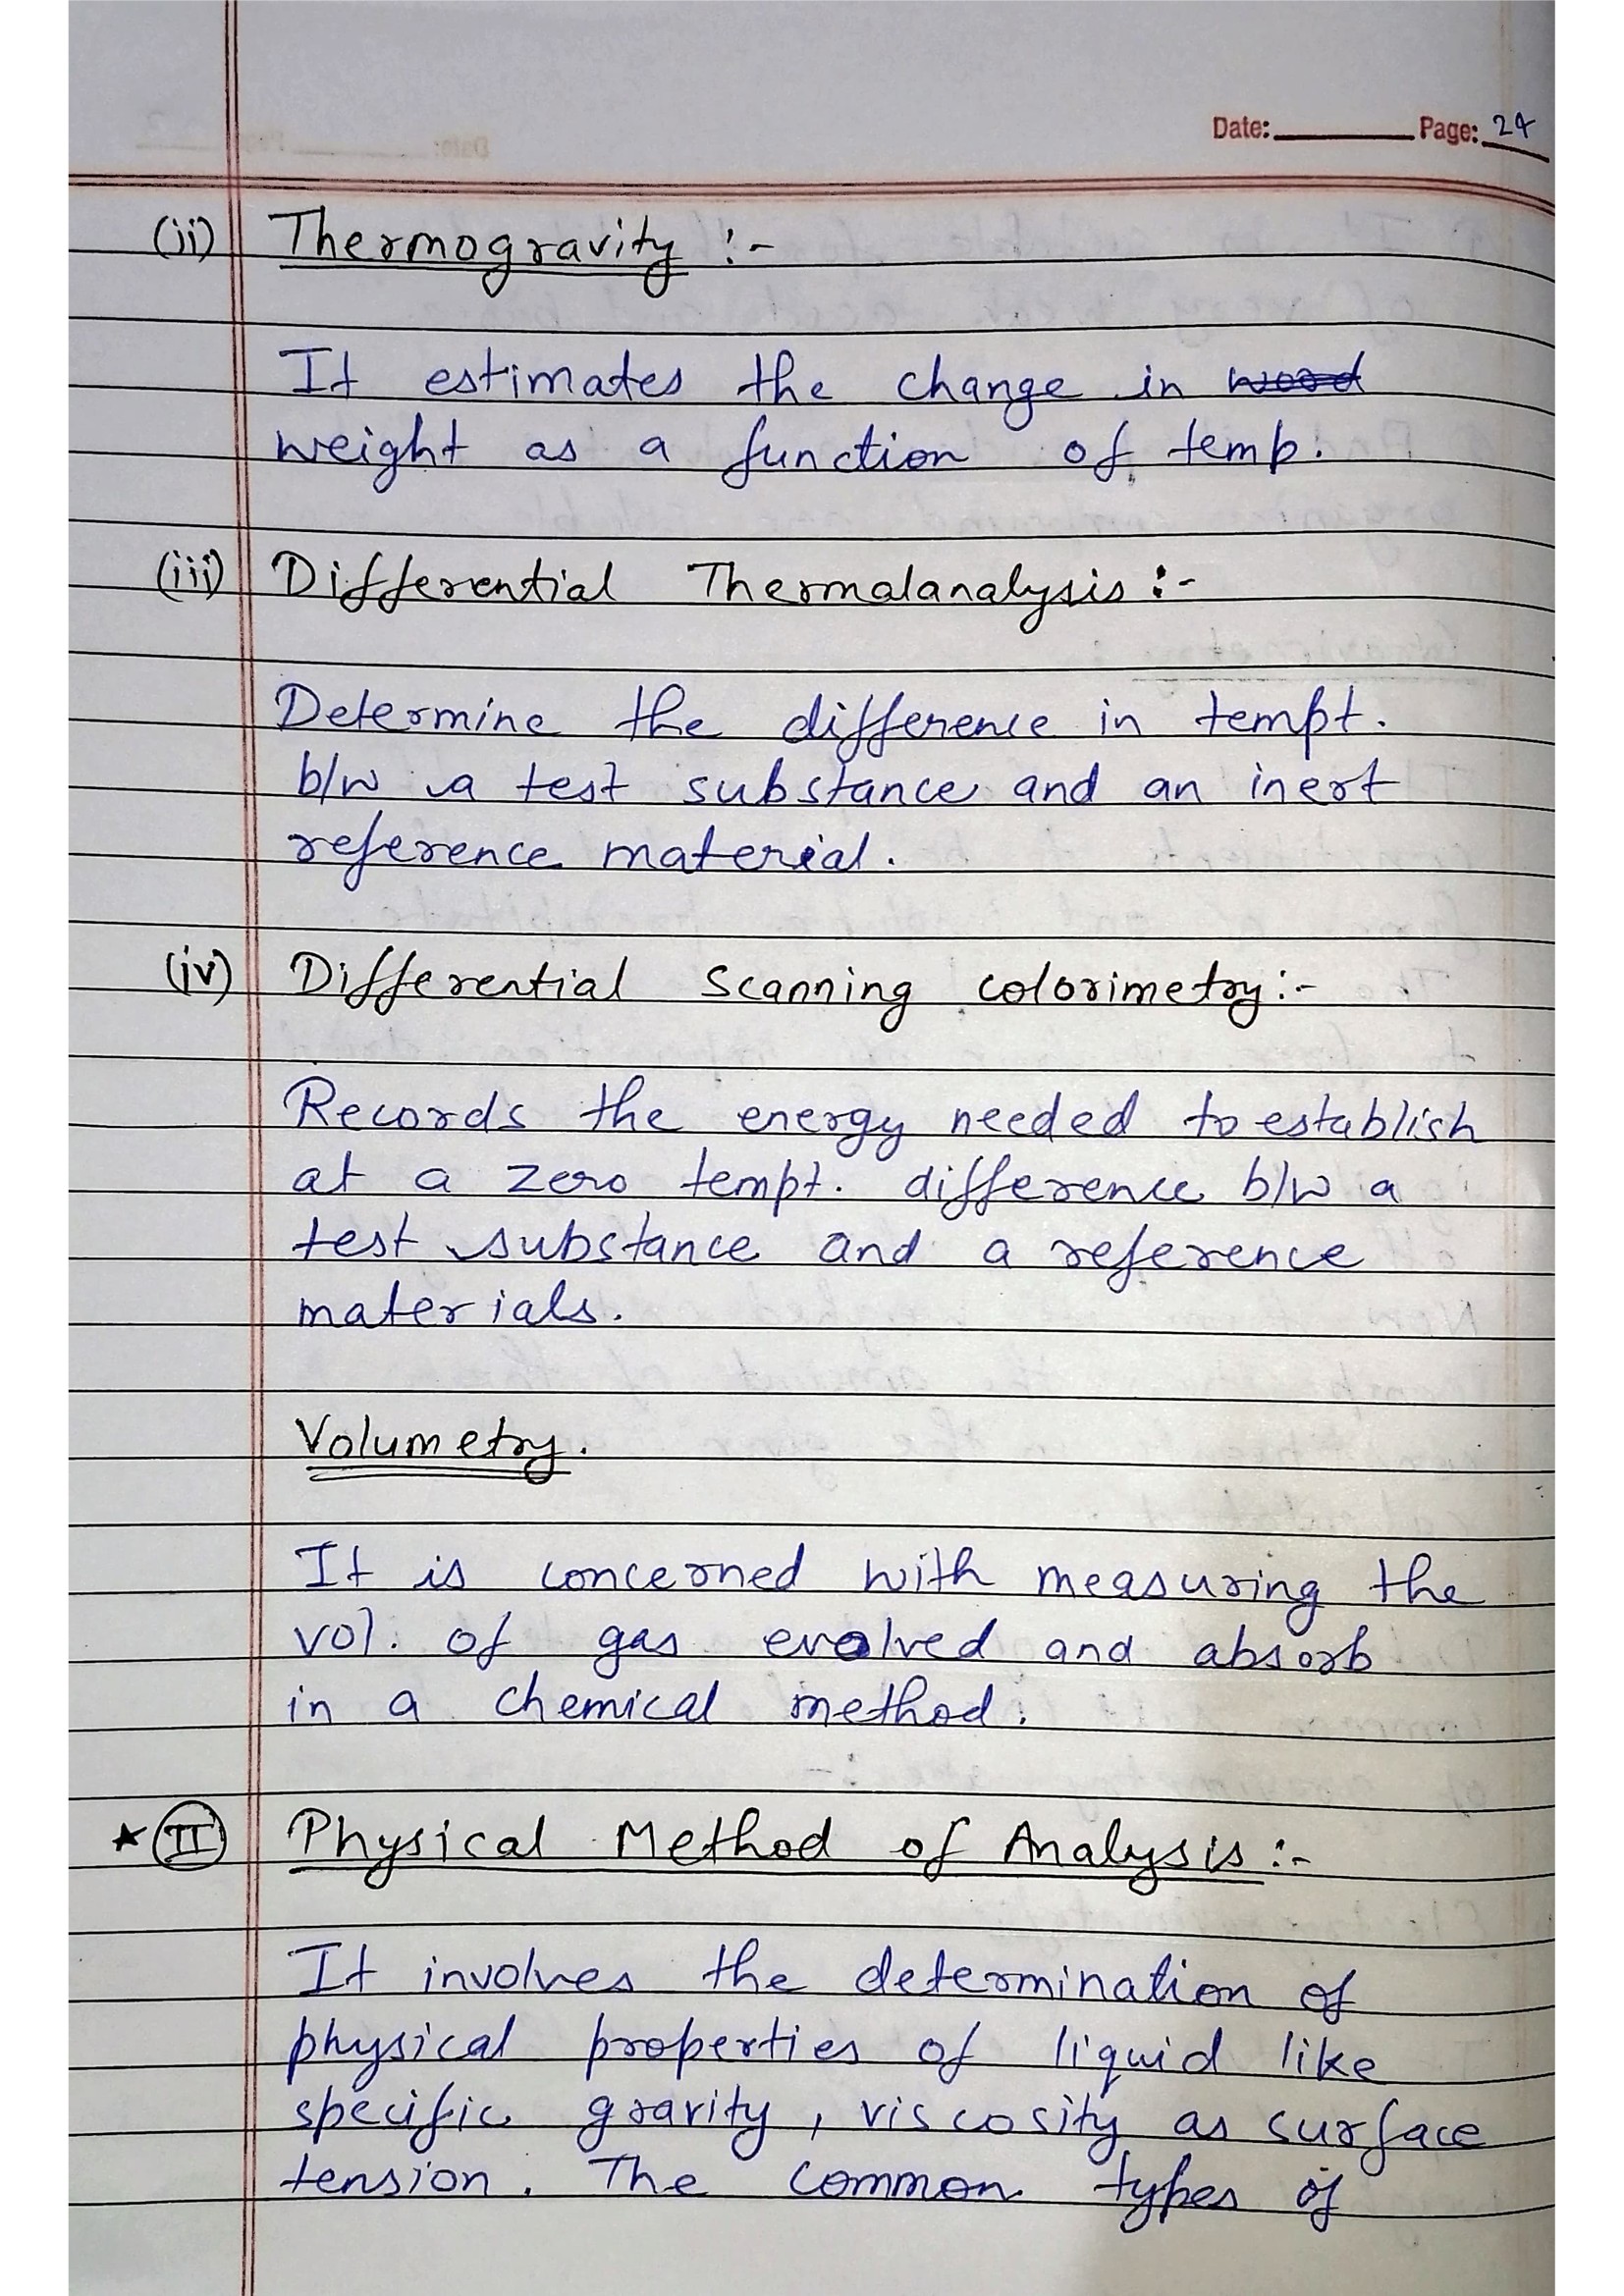 Date: Page: 24
(ii) Thermogravity :-
It estimates the change in
weight as a function of temp.
(iii) Differential Thermalanalysis :-
Determine the difference in tempt.
b/w a test substance and an inert
reference material.
(iv) Differential Scanning colorimetry :-
Records the energy needed to establish
at a zero tempt. difference b/w a
test substance and a reference
materials.
Volumetry.
It is concerned with measuring the
vol. of gas evolved and absorb
in a chemical method.
★ II Physical Method of Analysis :-
It involves the determination of
physical properties of liquid like
specific gravity, viscosity as surface
tension. The common types of